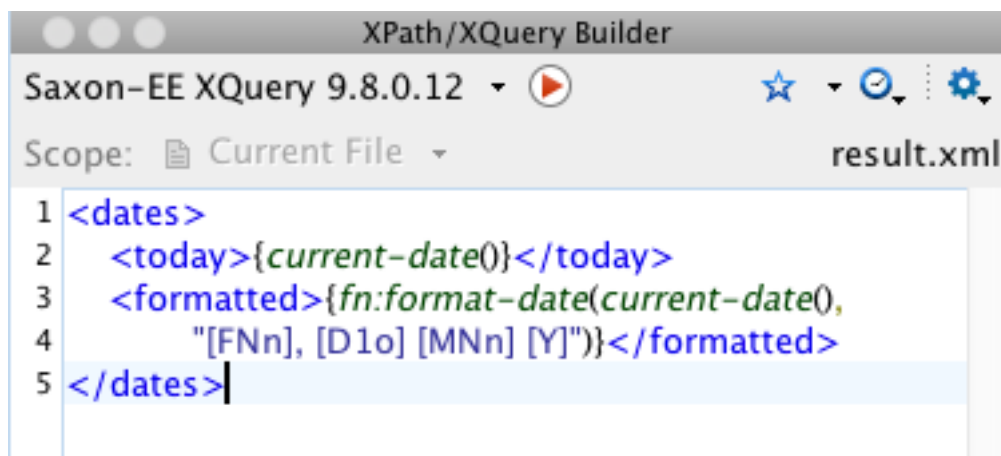 XPath/XQuery Builder
Saxon-EE XQuery 9.8.0.12
Scope: Current File result.xml
1 <dates>
2 <today>{current-date()}</today>
3 <formatted>{fn:format-date(current-date(),
4 "[FNn], [D1o] [MNn] [Y]")}</formatted>
5 </dates>